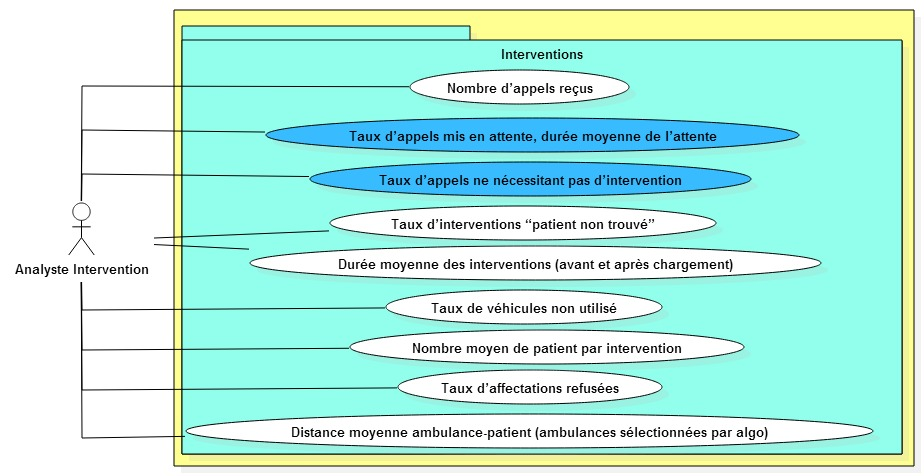 Interventions
Nombre d’appels reçus
Taux d’appels mis en attente, durée moyenne de l’attente
Taux d’appels ne nécessitant pas d’intervention
Taux d’interventions “patient non trouvé”
Analyste Intervention
Durée moyenne des interventions (avant et après chargement)
Taux de véhicules non utilisé
Nombre moyen de patient par intervention
Taux d’affectations refusées
Distance moyenne ambulance-patient (ambulances sélectionnées par algo)